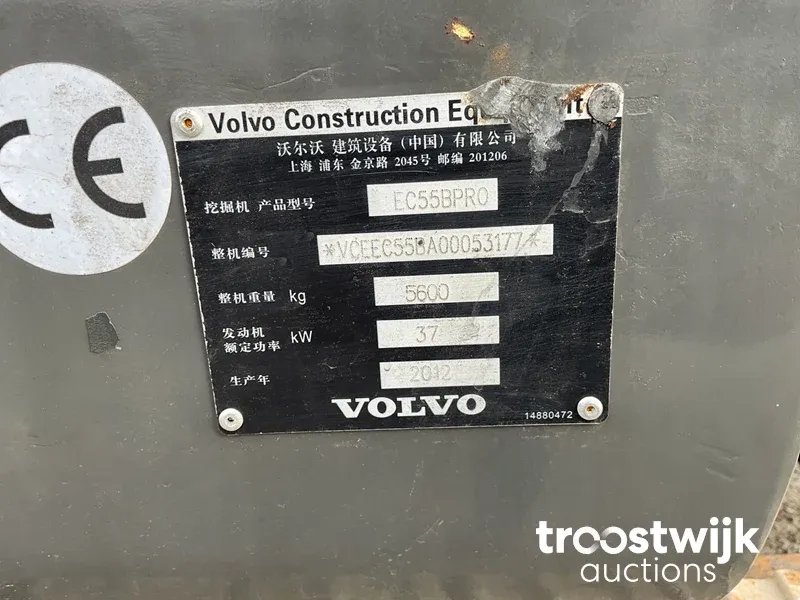 CE
Volvo Construction
沃尔沃 建筑设备(中国)有限公司
上海 浦东 金京路 2045号 邮编 201206
挖掘机 产品型号 EC55BPRO
整机编号 *VCEEC55BA00053177*
整机重量 kg 5600
发动机
额定功率 kW 37
生产年 2012
VOLVO
14880472
troostwijk
auctions